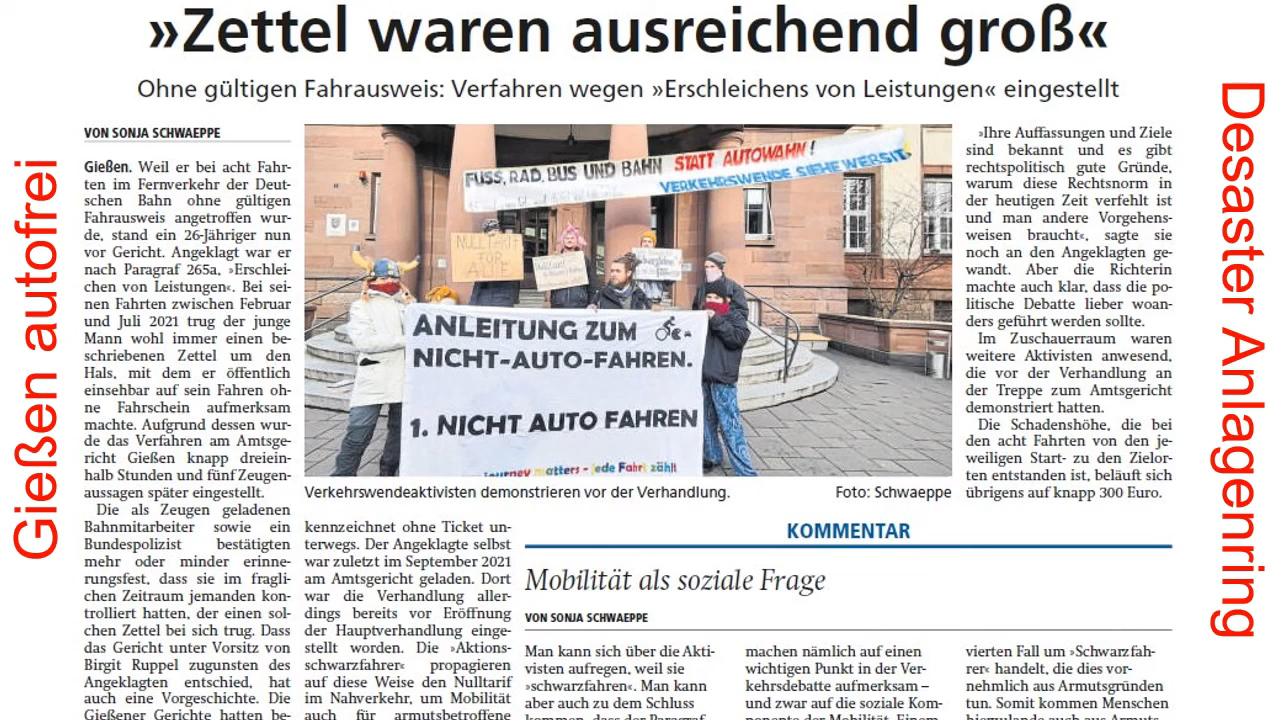 »Zettel waren ausreichend groß«
Ohne gültigen Fahrausweis: Verfahren wegen »Erschleichens von Leistungen« eingestellt
Gießen autofrei
VON SONJA SCHWAEPPE
Gießen. Weil er bei acht Fahr-
ten im Fernverkehr der Deut-
schen Bahn ohne gültigen
Fahrausweis angetroffen wur-
de, stand ein 26-Jähriger nun
vor Gericht. Angeklagt war er
nach Paragraf 265a, »Erschlei-
chen von Leistungen«. Bei sei-
nen Fahrten zwischen Februar
und Juli 2021 trug der junge
Mann wohl immer einen be-
schriebenen Zettel um den
Hals, mit dem er öffentlich
einsehbar auf sein Fahren oh-
ne Fahrschein aufmerksam
machte. Aufgrund dessen wur-
de das Verfahren am Amtsge-
richt Gießen knapp dreiein-
halb Stunden und fünf Zeugen-
aussagen später eingestellt.
Die als Zeugen geladenen
Bahnmitarbeiter sowie ein
Bundespolizist bestätigten
mehr oder minder erinne-
rungsfest, dass sie im fragli-
chen Zeitraum jemanden kon-
trolliert hatten, der einen sol-
chen Zettel bei sich trug. Dass
das Gericht unter Vorsitz von
Birgit Ruppel zugunsten des
Angeklagten entschied, hat
auch eine Vorgeschichte. Die
Gießener Gerichte hatten be-
FUSS, RAD, BUS UND BAHN STATT AUTOWAHN!
VERKEHRSWENDE SIEHE WERSIT
NULLTARIF
FÜR
ALLE
ANLEITUNG ZUM
NICHT-AUTO-FAHREN.
1. NICHT AUTO FAHREN
journey matters - jede Fahrt zählt
Verkehrswendeaktivisten demonstrieren vor der Verhandlung.
Foto: Schwaeppe
kennzeichnet ohne Ticket un-
terwegs. Der Angeklagte selbst
war zuletzt im September 2021
am Amtsgericht geladen. Dort
war die Verhandlung aller-
dings bereits vor Eröffnung
der Hauptverhandlung einge-
stellt worden. Die »Aktions-
schwarzfahrer« propagieren
auf diese Weise den Nulltarif
im Nahverkehr, um Mobilität
auch für armutsbetroffene
»Ihre Auffassungen und Ziele
sind bekannt und es gibt
rechtspolitisch gute Gründe,
warum diese Rechtsnorm in
der heutigen Zeit verfehlt ist
und man andere Vorgehens-
weisen braucht«, sagte sie
noch an den Angeklagten ge-
wandt. Aber die Richterin
machte auch klar, dass die po-
litische Debatte lieber woan-
ders geführt werden sollte.
Im Zuschauerraum waren
weitere Aktivisten anwesend,
die vor der Verhandlung an
der Treppe zum Amtsgericht
demonstriert hatten.
Die Schadenshöhe, die bei
den acht Fahrten von den je-
weiligen Start- zu den Zielor-
ten entstanden ist, beläuft sich
übrigens auf knapp 300 Euro.
KOMMENTAR
Mobilität als soziale Frage
VON SONJA SCHWAEPPE
Man kann sich über die Akti-
visten aufregen, weil sie
»schwarzfahren«. Man kann
aber auch zu dem Schluss
kommen, dass der Paragraf
machen nämlich auf einen
wichtigen Punkt in der Ver-
kehrsdebatte aufmerksam –
und zwar auf die soziale Kom-
ponente der Mobilität. Einem
vierten Fall um »Schwarzfah-
rer« handelt, die dies vor-
nehmlich aus Armutsgründen
tun. Somit kommen Menschen
hierzulande auch aus Armuts-
Desaster Anlagenring